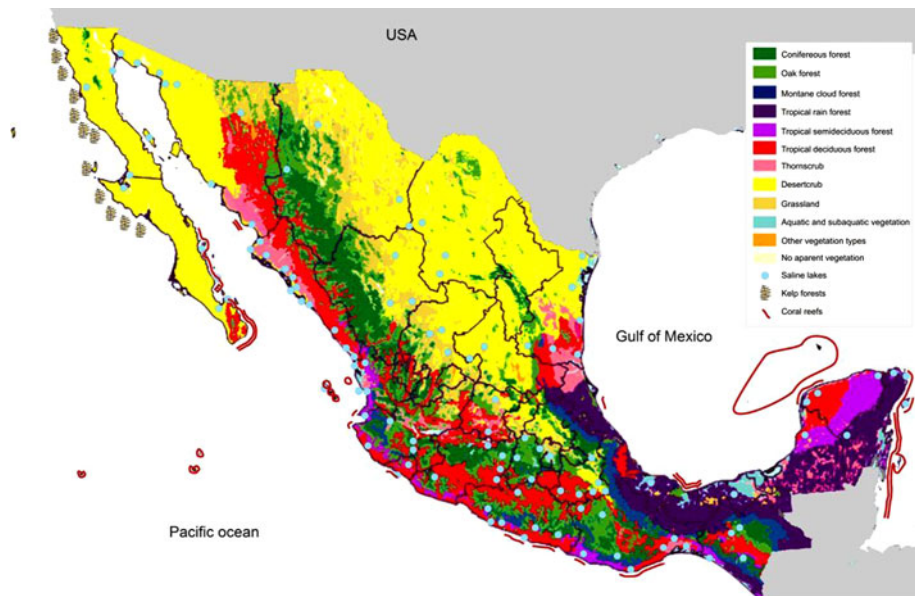 USA
Conifereous forest
Oak forest
Montane cloud forest
Tropical rain forest
Tropical semideciduous forest
Tropical deciduous forest
Thornscrub
Desertcrub
Grassland
Aquatic and subaquatic vegetation
Other vegetation types
No apparent vegetation
Saline lakes
Kelp forests
Coral reefs
Gulf of Mexico
Pacific ocean